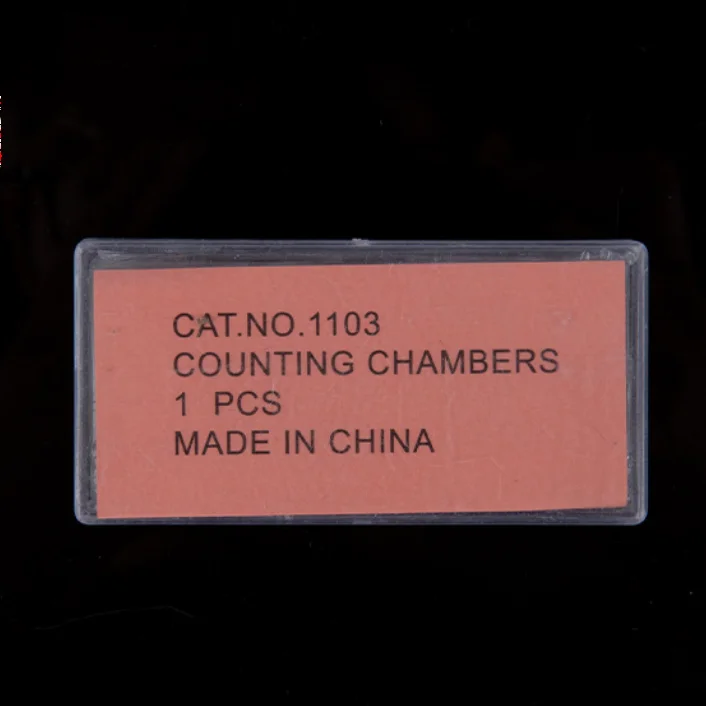 CAT.NO.1103
COUNTING CHAMBERS
1 PCS
MADE IN CHINA